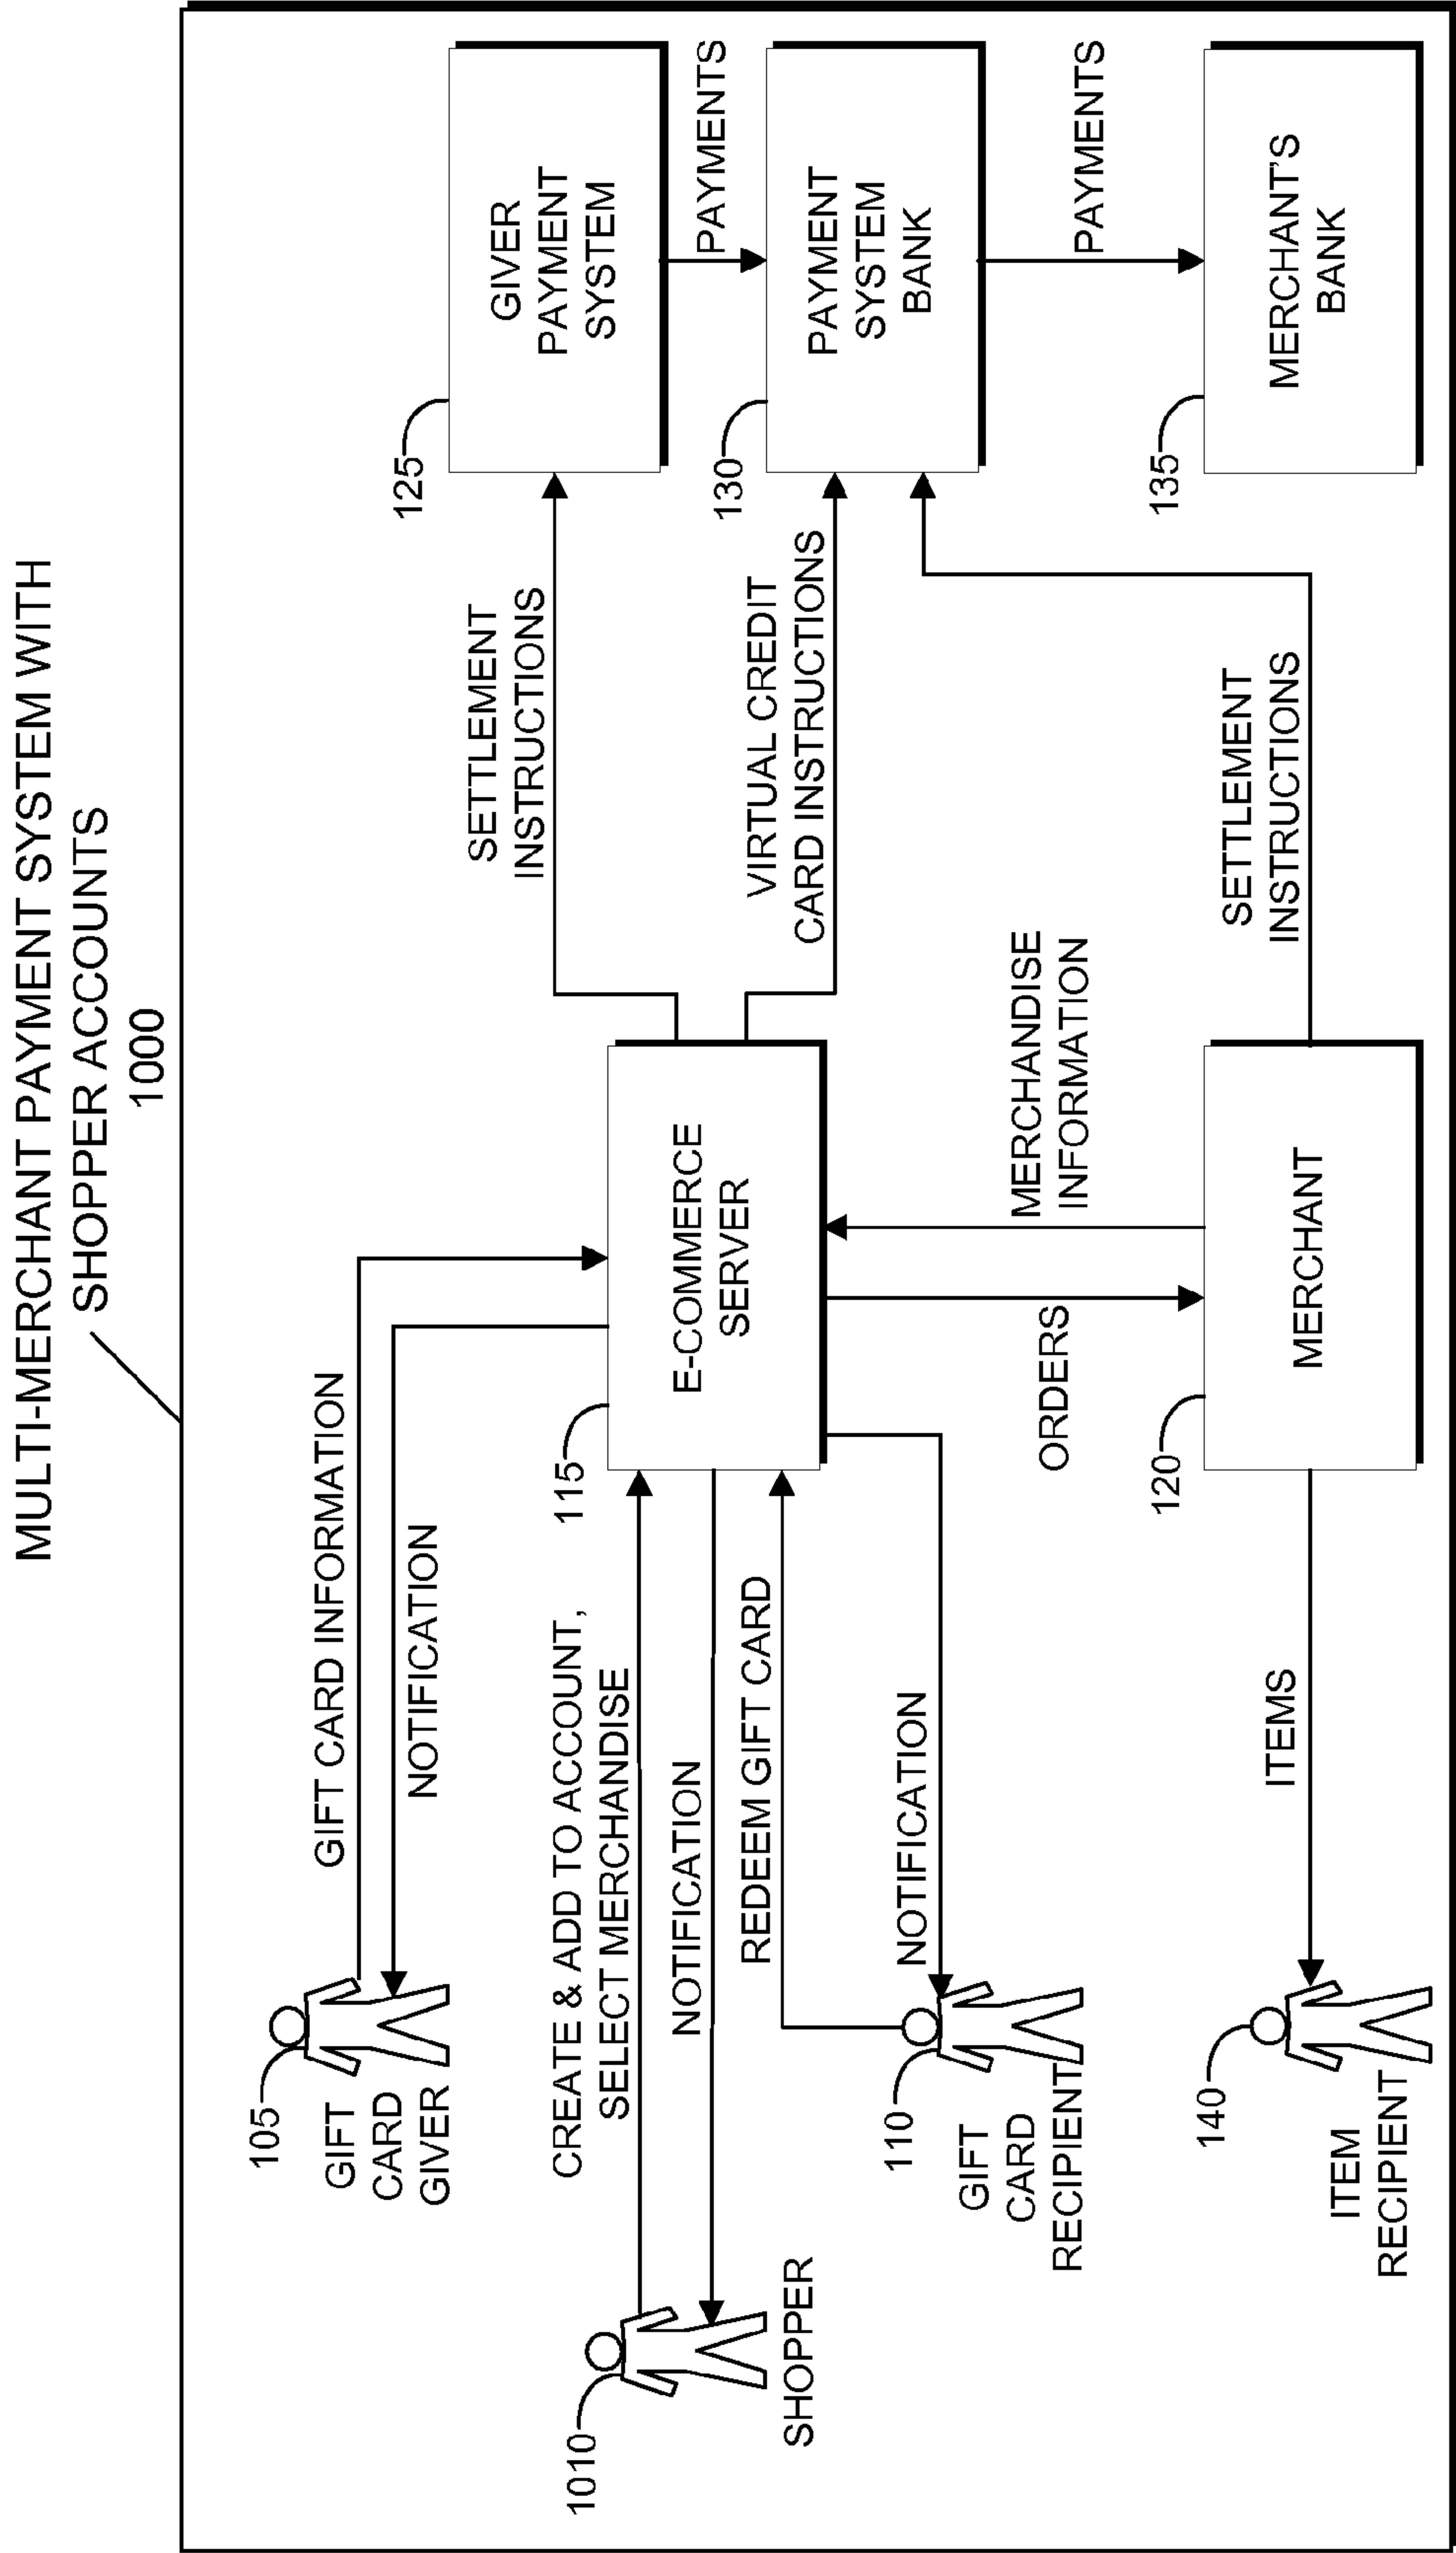 MULTI-MERCHANT PAYMENT SYSTEM WITH
SHOPPER ACCOUNTS
1000
105
GIFT
CARD
GIVER
GIFT CARD INFORMATION
NOTIFICATION
1010
SHOPPER
CREATE & ADD TO ACCOUNT,
SELECT MERCHANDISE
NOTIFICATION
REDEEM GIFT CARD
110
GIFT
CARD
RECIPIENT
NOTIFICATION
140
ITEM
RECIPIENT
ITEMS
115
E-COMMERCE
SERVER
ORDERS
MERCHANDISE
INFORMATION
120
MERCHANT
SETTLEMENT
INSTRUCTIONS
VIRTUAL CREDIT
CARD INSTRUCTIONS
SETTLEMENT
INSTRUCTIONS
125
GIVER
PAYMENT
SYSTEM
PAYMENTS
130
PAYMENT
SYSTEM
BANK
PAYMENTS
135
MERCHANT'S
BANK